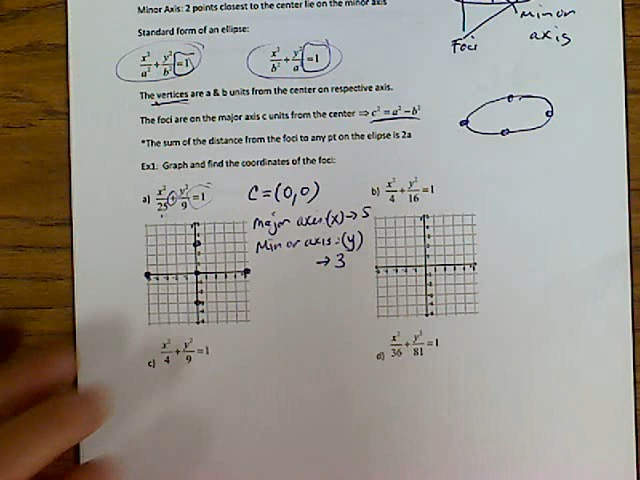 Minor Axis: 2 points closest to the center lie on the minor axis
Minor
axis
Foci
Standard form of an ellipse:
x²/a² + y²/b² = 1
x²/b² + y²/a² = 1
The vertices are a & b units from the center on respective axis.
The foci are on the major axis c units from the center ⇒ c² = a² − b²
*The sum of the distance from the foci to any pt on the elipse is 2a
Ex1: Graph and find the coordinates of the foci:
a) x²/25 + y²/9 = 1
C = (0,0)
b) x²/4 + y²/16 = 1
Major axes (x) → 5
Minor axis: (y)
→ 3
c) x²/4 + y²/9 = 1
d) x²/36 + y²/81 = 1